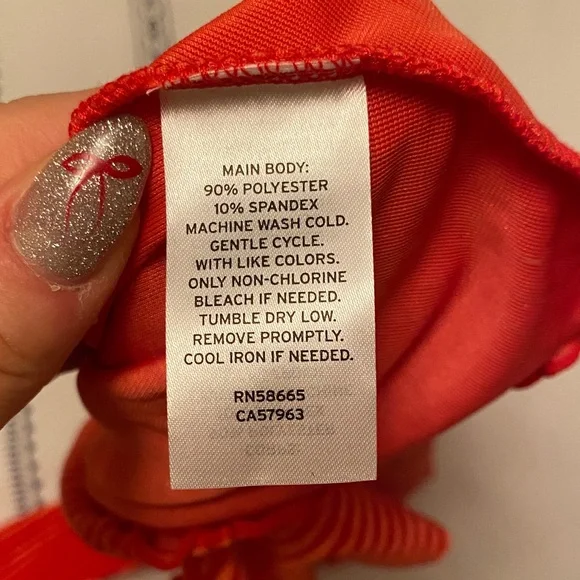 MAIN BODY:
90% POLYESTER
10% SPANDEX
MACHINE WASH COLD.
GENTLE CYCLE.
WITH LIKE COLORS.
ONLY NON-CHLORINE
BLEACH IF NEEDED.
TUMBLE DRY LOW.
REMOVE PROMPTLY.
COOL IRON IF NEEDED.
RN58665
CA57963